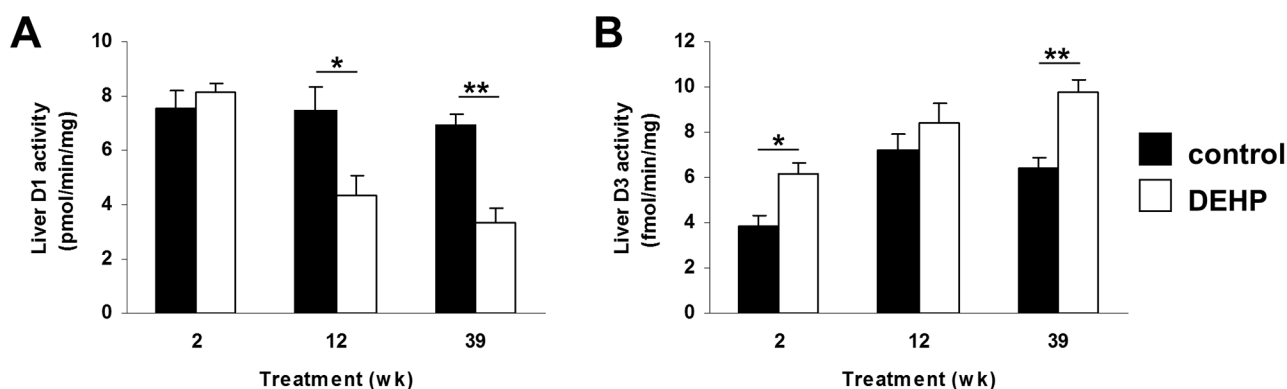 A
Liver D1 activity
(pmol/min/mg)
10
8
6
4
2
0
*
**
2 12 39
Treatment (wk)
B
Liver D3 activity
(fmol/min/mg)
12
10
8
6
4
2
0
*
**
2 12 39
Treatment (wk)
control
DEHP